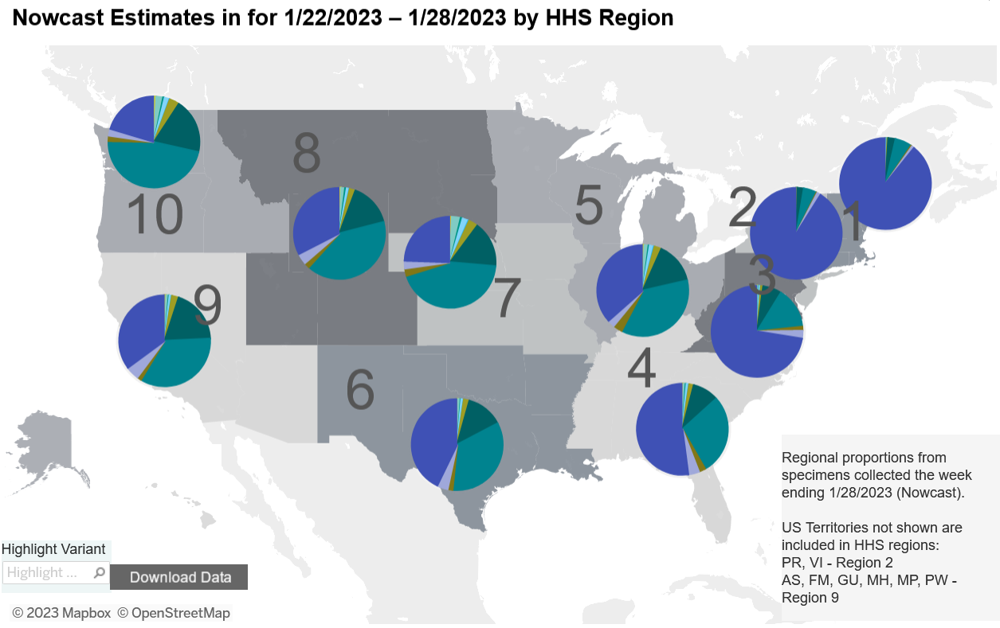 Nowcast Estimates in for 1/22/2023 – 1/28/2023 by HHS Region
8
10
5
2
1
3
9
7
4
6
Regional proportions from
specimens collected the week
ending 1/28/2023 (Nowcast).
US Territories not shown are
included in HHS regions:
PR, VI - Region 2
AS, FM, GU, MH, MP, PW -
Region 9
Highlight Variant
Highlight ...
Download Data
© 2023 Mapbox © OpenStreetMap